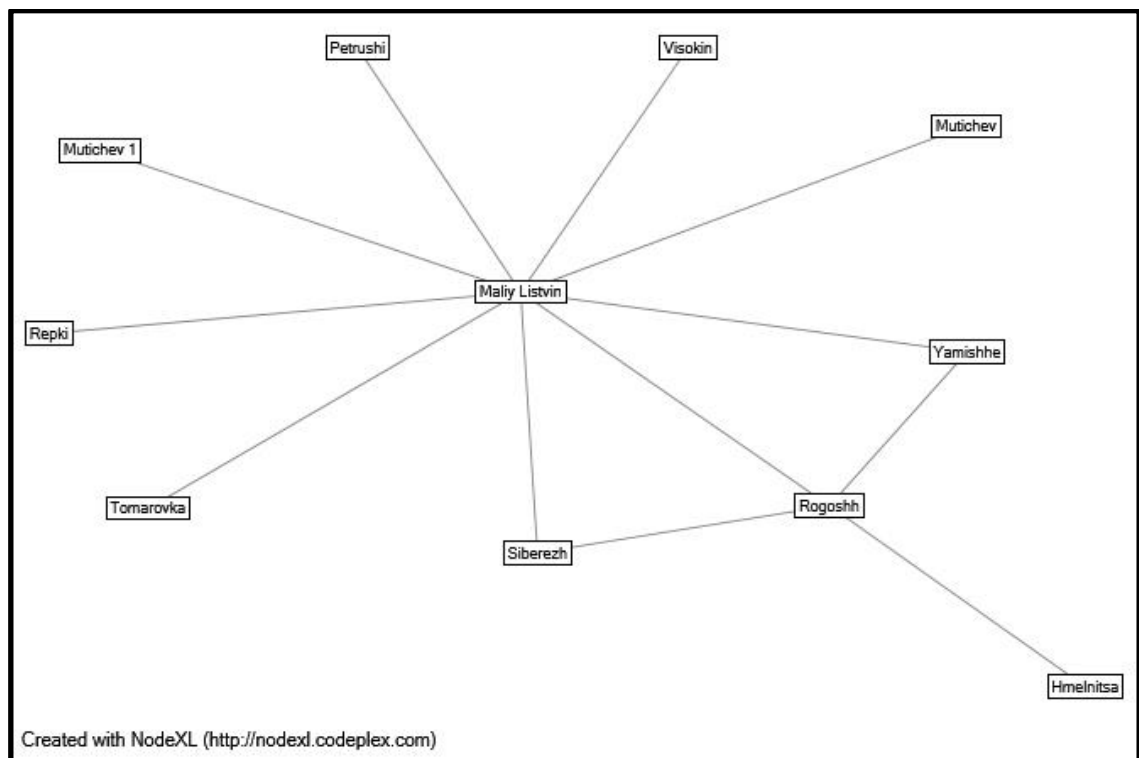 Petrushi
Visokin
Mutichev
Mutichev 1
Maliy Listvin
Repki
Yamishhe
Tomarovka
Rogoshh
Siberezh
Hmelnitsa
Created with NodeXL (http://nodexl.codeplex.com)